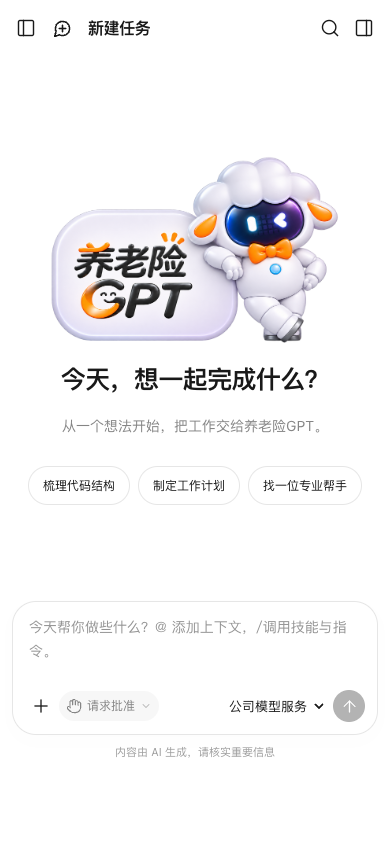 新建任务
养老险
GPT
今天，想一起完成什么？
从一个想法开始，把工作交给养老险GPT。
梳理代码结构
制定工作计划
找一位专业帮手
今天帮你做些什么？@ 添加上下文，/调用技能与指
令。
请求批准
公司模型服务
内容由 AI 生成，请核实重要信息